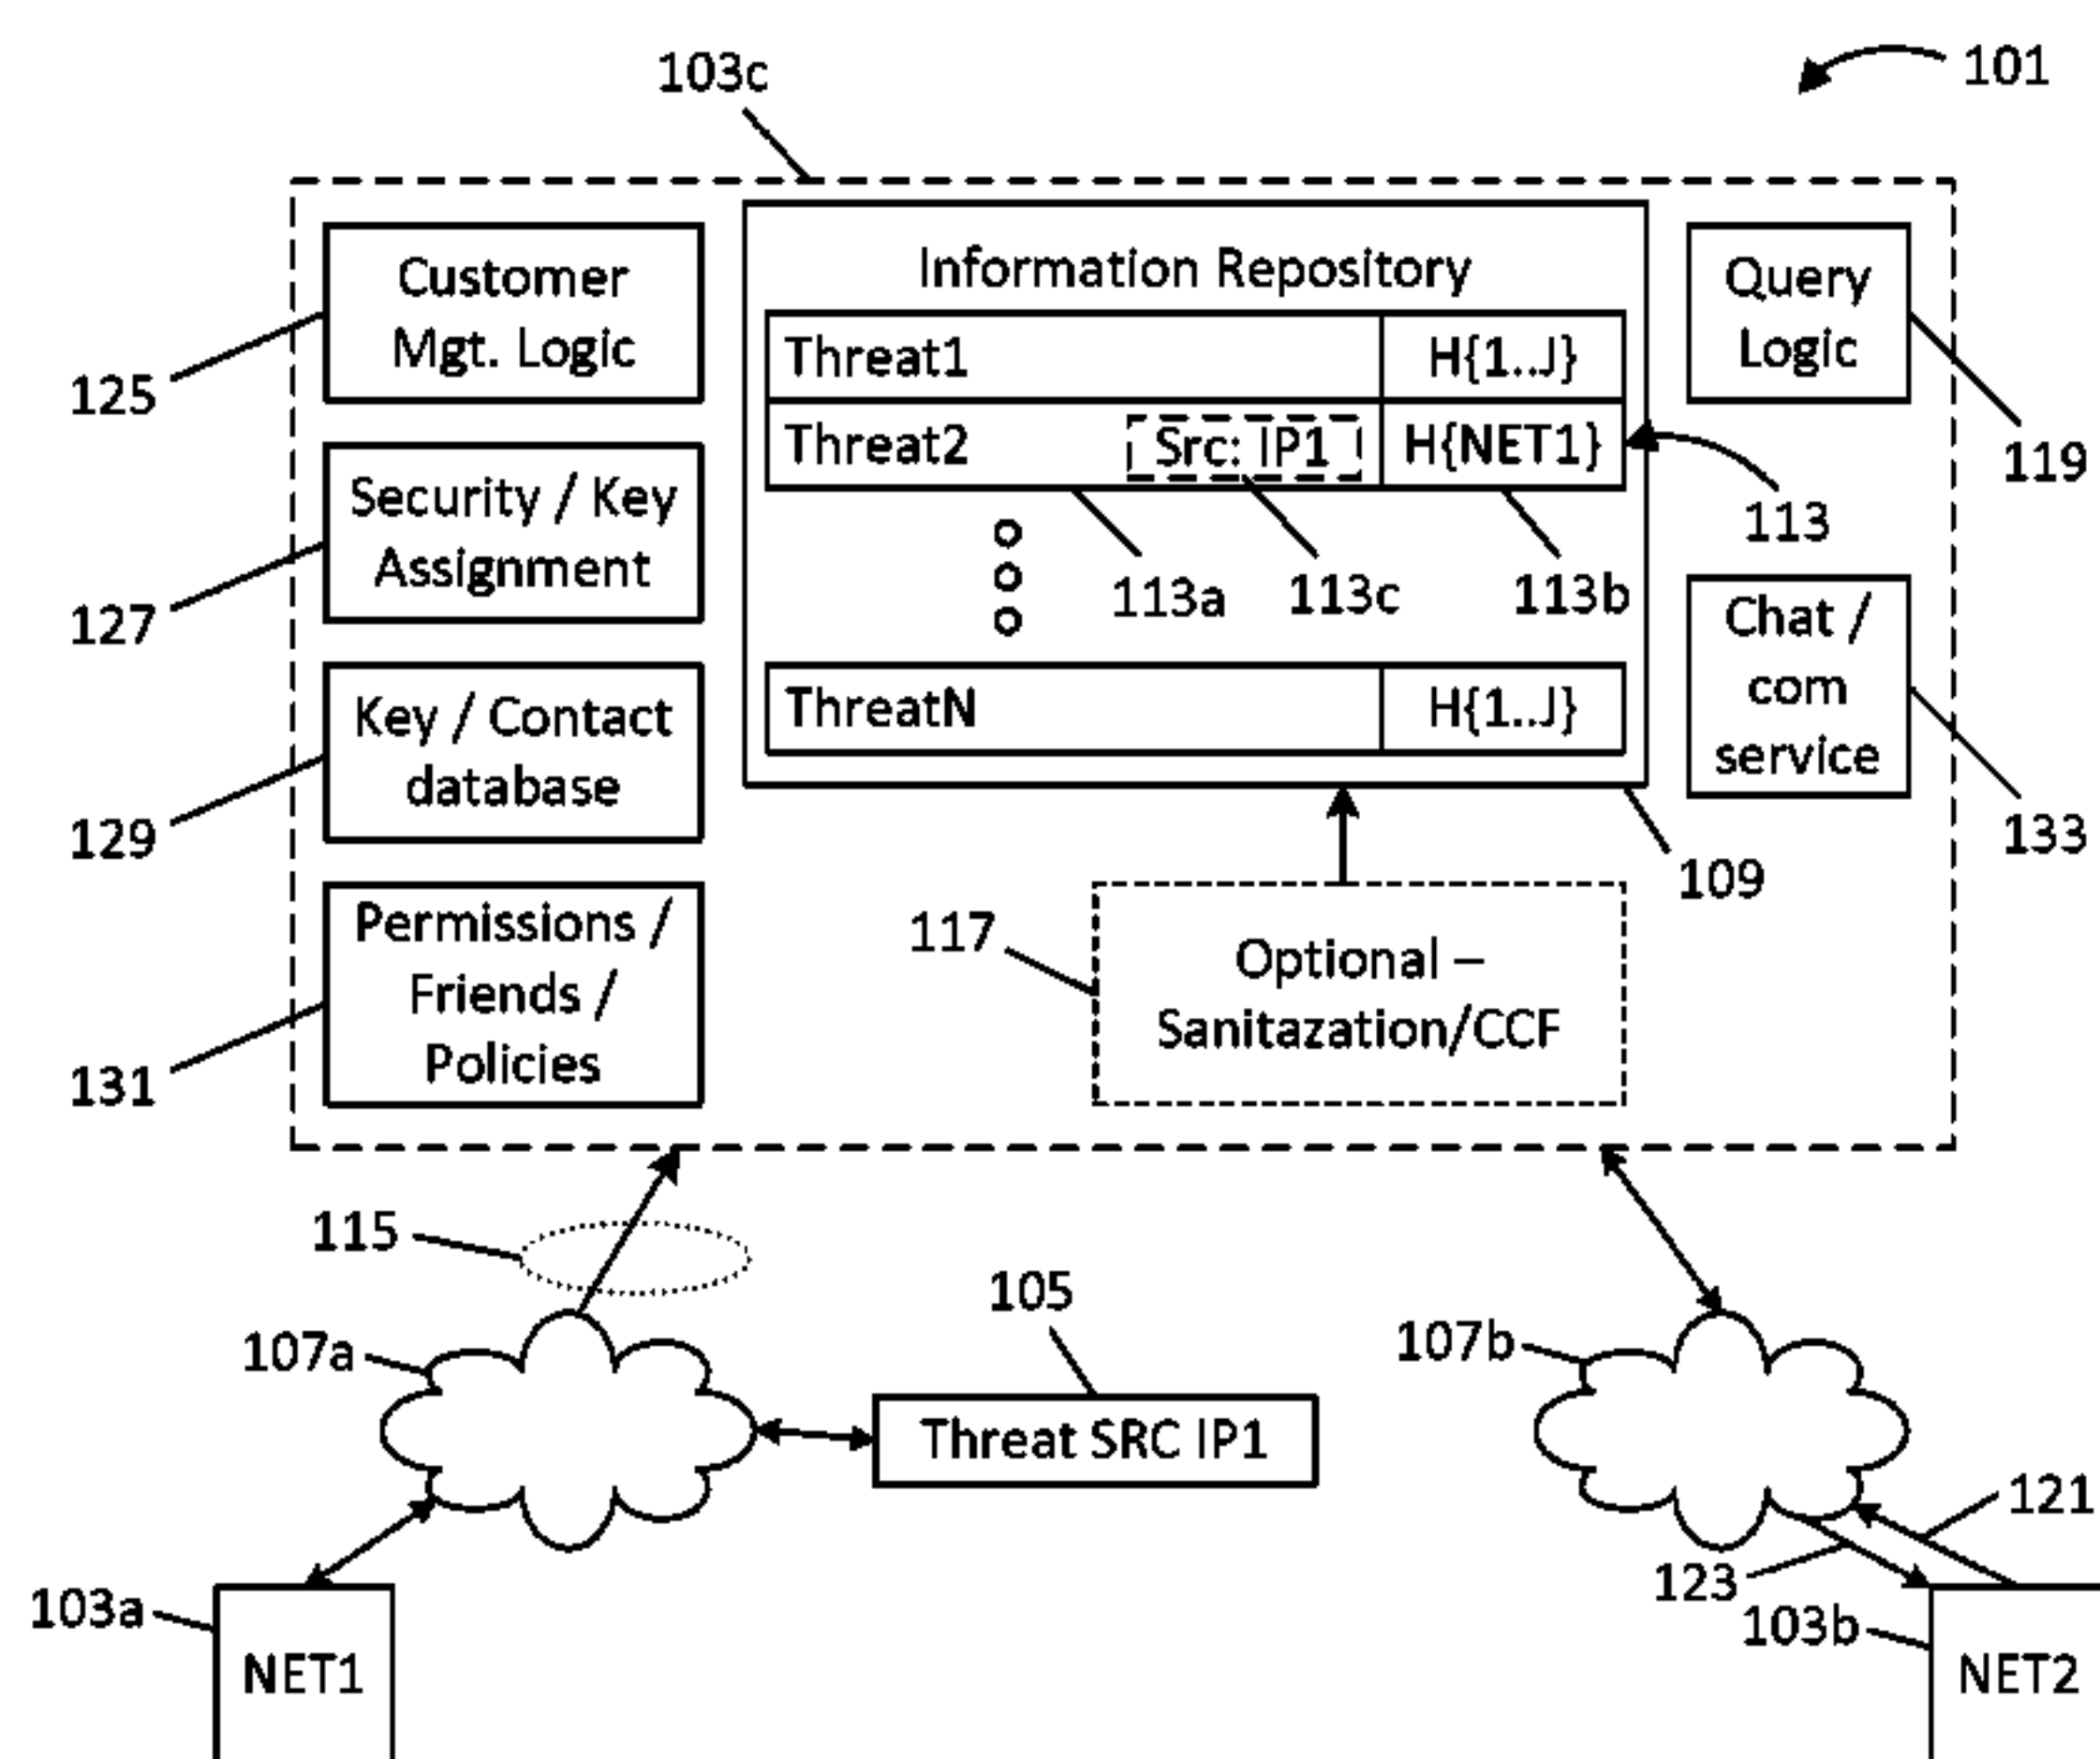 103c
101
Customer
Mgt. Logic
125
Security / Key
Assignment
127
Key / Contact
database
129
Permissions /
Friends /
Policies
131
Information Repository
Threat1 H{1..J}
Threat2 Src: IP1 H{NET1}
113a 113c 113b
ThreatN H{1..J}
113
109
Query
Logic
119
Chat /
com
service
133
117
Optional –
Sanitazation/CCF
115
107a
105
Threat SRC IP1
107b
121
123
103a
NET1
103b
NET2